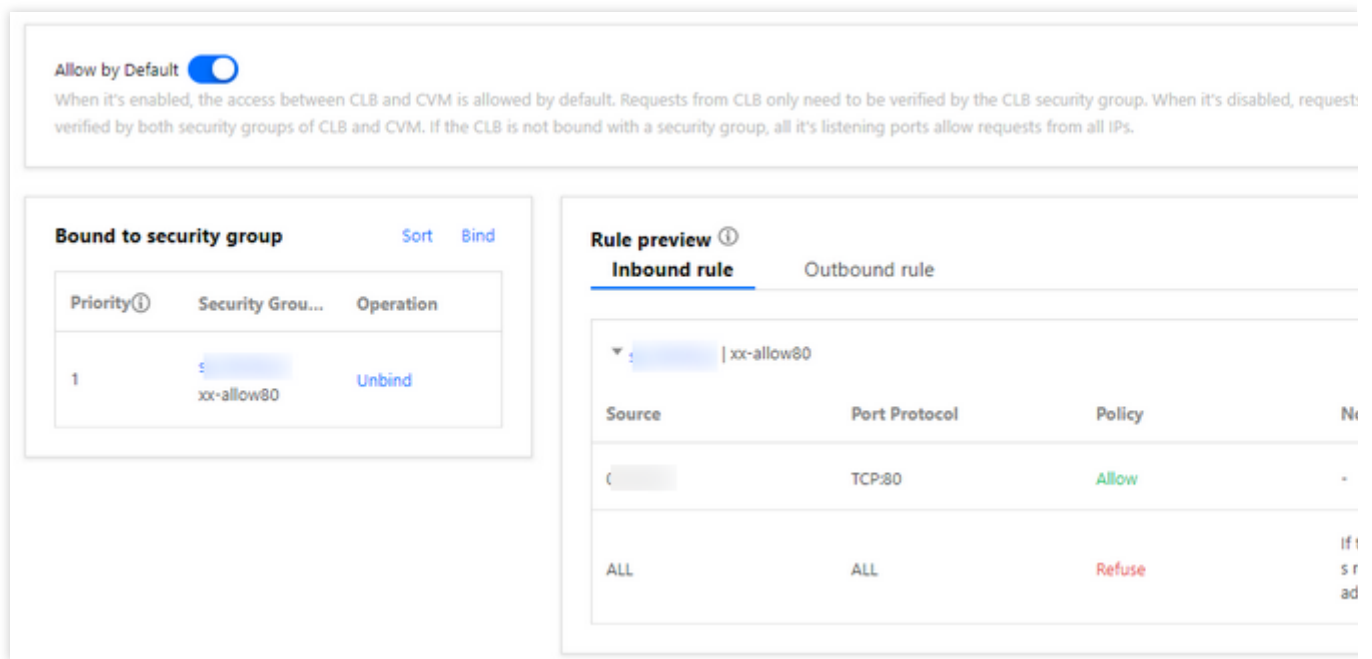 Allow by Default
When it's enabled, the access between CLB and CVM is allowed by default. Requests from CLB only need to be verified by the CLB security group. When it's disabled, requests
verified by both security groups of CLB and CVM. If the CLB is not bound with a security group, all it's listening ports allow requests from all IPs.
Bound to security group Sort Bind
Priority Security Grou... Operation
1 xx-allow80 Unbind
Rule preview
Inbound rule Outbound rule
| xx-allow80
Source Port Protocol Policy
TCP:80 Allow -
ALL ALL Refuse